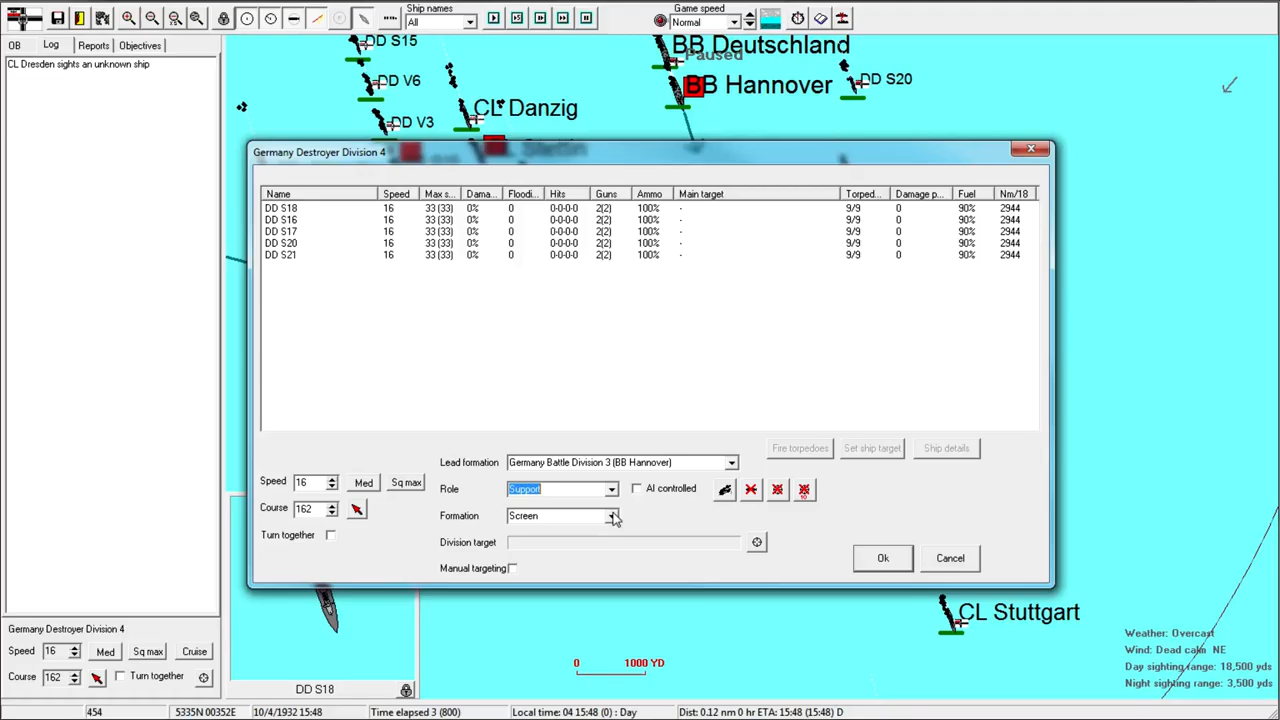 Ship names
All
Game speed
Normal
OB Log Reports Objectives
CL Dresden sights an unknown ship
DD S15
DD V6
DD V3
CL Danzig
BB Deutschland
Paused
BB Hannover
DD S20
Stettin
Germany Destroyer Division 4
Name Speed Max s... Dama... Floodi... Hits Guns Ammo Main target Torped... Damage p... Fuel Nm/18
DD S18 16 33 (33) 0% 0 0-0-0-0 2(2) 100% - 9/9 0 90% 2944
DD S16 16 33 (33) 0% 0 0-0-0-0 2(2) 100% - 9/9 0 90% 2944
DD S17 16 33 (33) 0% 0 0-0-0-0 2(2) 100% - 9/9 0 90% 2944
DD S20 16 33 (33) 0% 0 0-0-0-0 2(2) 100% - 9/9 0 90% 2944
DD S21 16 33 (33) 0% 0 0-0-0-0 2(2) 100% - 9/9 0 90% 2944
Fire torpedoes Set ship target Ship details
Lead formation Germany Battle Division 3 (BB Hannover)
Speed 16 Med Sq max
Role Support AI controlled
10
Course 162
Formation Screen
Turn together
Division target
Manual targeting
Ok Cancel
CL Stuttgart
Germany Destroyer Division 4
Speed 16 Med Sq max Cruise
Course 162 Turn together
DD S18
0 1000 YD
Weather: Overcast
Wind: Dead calm NE
Day sighting range: 18,500 yds
Night sighting range: 3,500 yds
454 5335N 00352E 10/4/1932 15:48 Time elapsed 3 (800) Local time: 04 15:48 (0) : Day Dist: 0.12 nm 0 hr ETA: 15:48 (15:48) D